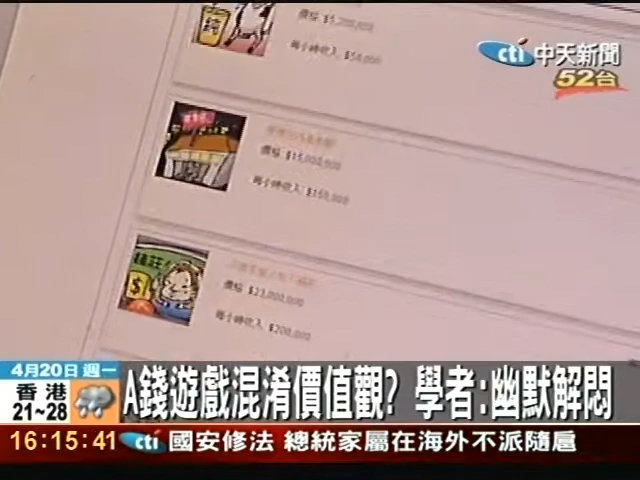 純
價格 $5,200,000
每小時收入 $50,000
cti 中天新聞
52台
價格 $15,000,000
每小時收入 $150,000
價格 $23,000,000
每小時收入 $200,000
4月20日 週一
香港
21~28
A錢遊戲混淆價值觀? 學者:幽默解悶
16:15:41 cti 國安修法 總統家屬在海外不派隨扈